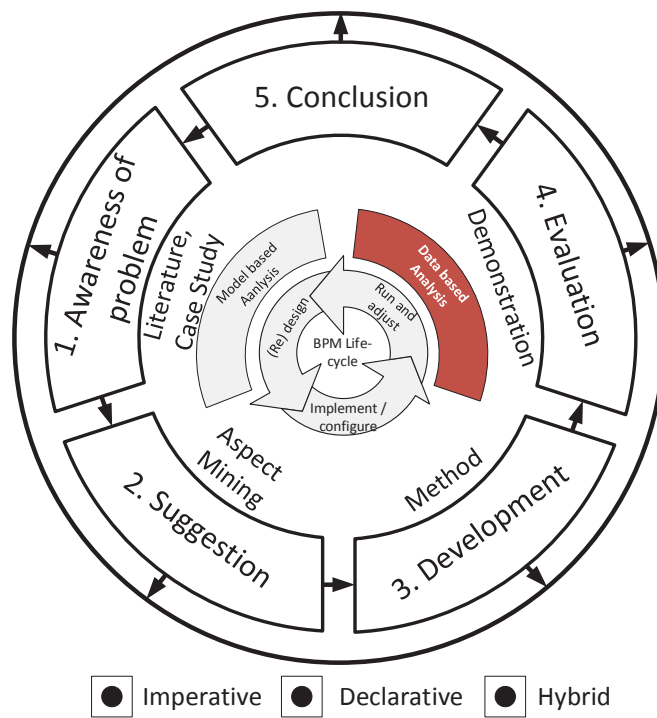 5. Conclusion
1. Awareness of
problem
Literature,
Case Study
4. Evaluation
Demonstration
Model based
Aanlysis
Data based
Analysis
(Re) design
Run and
adjust
BPM Life-
cycle
Implement /
configure
Aspect
Mining
2. Suggestion
Method
3. Development
Imperative
Declarative
Hybrid